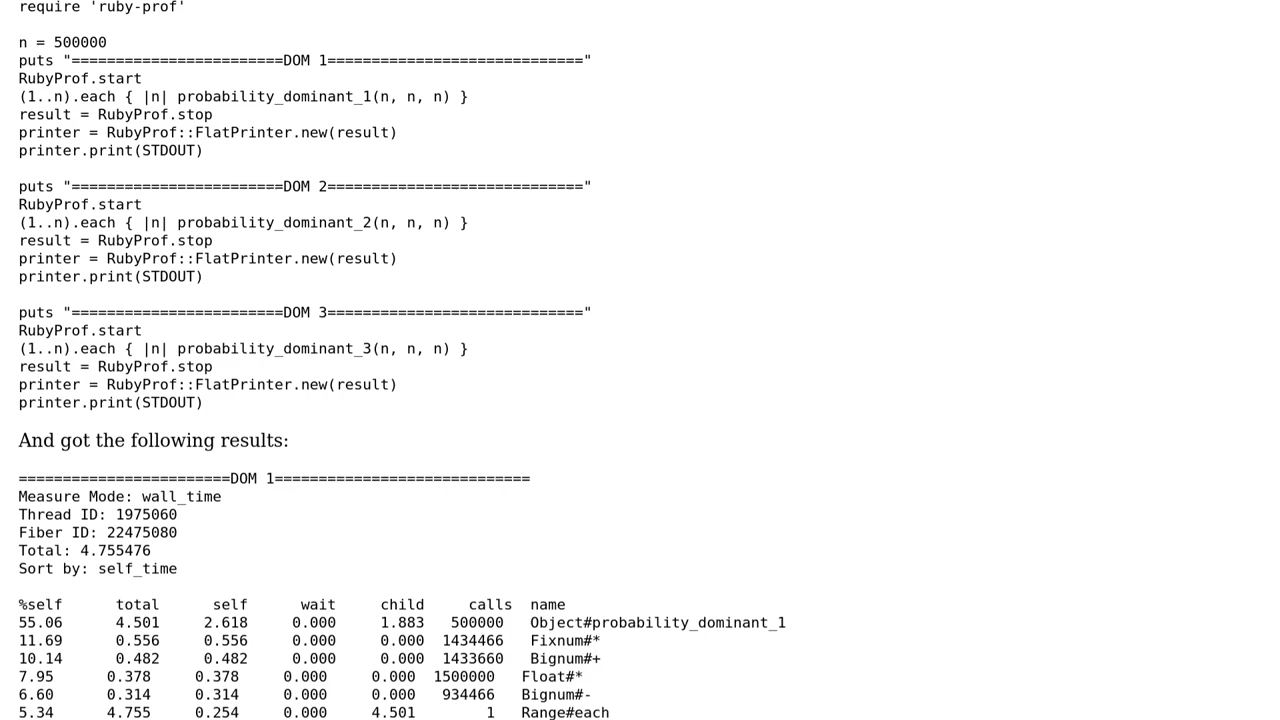 require 'ruby-prof'
n = 500000
puts "========================DOM 1============================="
RubyProf.start
(1..n).each { |n| probability_dominant_1(n, n, n) }
result = RubyProf.stop
printer = RubyProf::FlatPrinter.new(result)
printer.print(STDOUT)
puts "========================DOM 2============================="
RubyProf.start
(1..n).each { |n| probability_dominant_2(n, n, n) }
result = RubyProf.stop
printer = RubyProf::FlatPrinter.new(result)
printer.print(STDOUT)
puts "========================DOM 3============================="
RubyProf.start
(1..n).each { |n| probability_dominant_3(n, n, n) }
result = RubyProf.stop
printer = RubyProf::FlatPrinter.new(result)
printer.print(STDOUT)
And got the following results:
========================DOM 1=============================
Measure Mode: wall_time
Thread ID: 1975060
Fiber ID: 22475080
Total: 4.755476
Sort by: self_time
%self      total      self      wait     child     calls  name
55.06      4.501     2.618     0.000     1.883    500000   Object#probability_dominant_1
11.69      0.556     0.556     0.000     0.000  1434466   Fixnum#*
10.14      0.482     0.482     0.000     0.000  1433660   Bignum#+
7.95      0.378     0.378     0.000     0.000  1500000   Float#*
6.60      0.314     0.314     0.000     0.000   934466   Bignum#-
5.34      4.755     0.254     0.000     4.501        1   Range#each